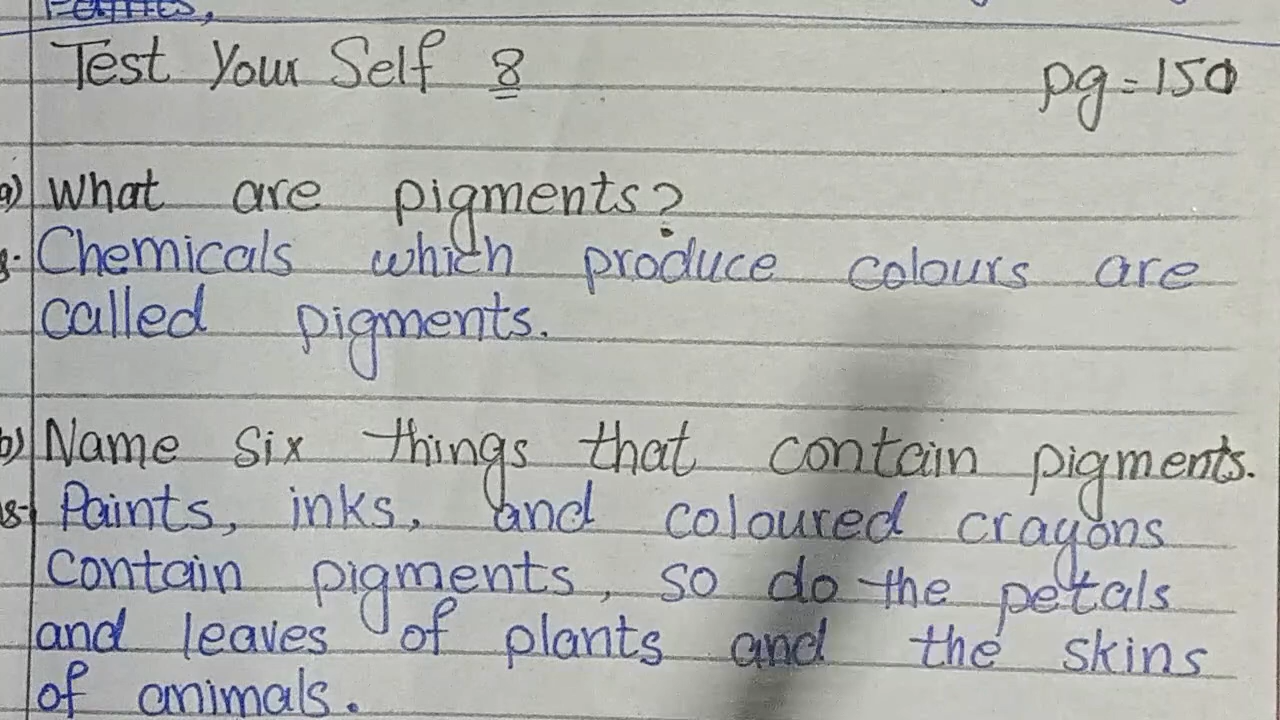 Test Your Self 8 pg=150
a) What are pigments?
Chemicals which produce colours are
called pigments.
b) Name six things that contain pigments.
Paints, inks, and coloured crayons
contain pigments, so do the petals
and leaves of plants and the skins
of animals.